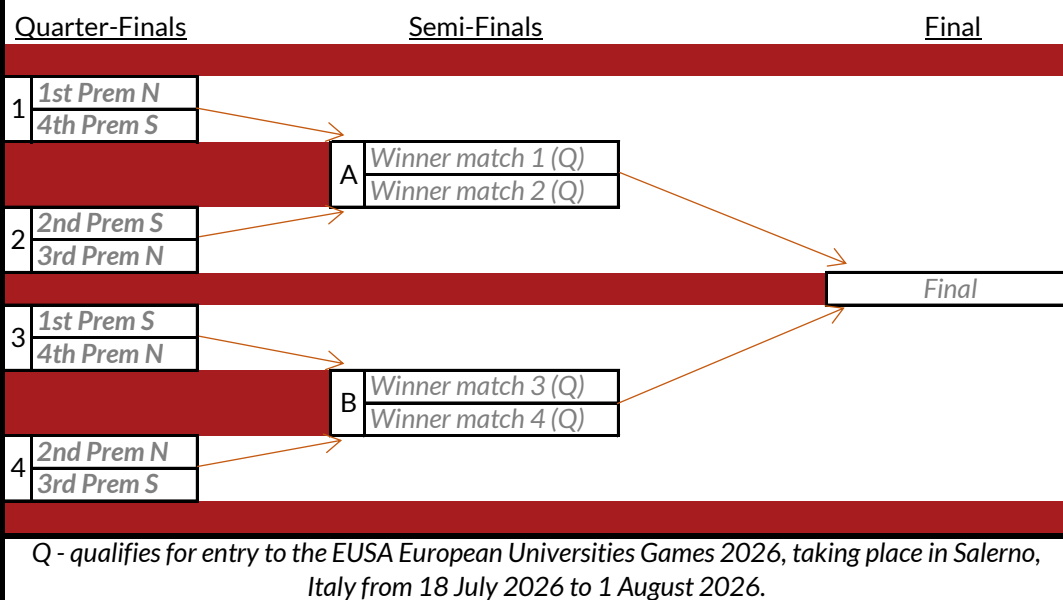 Quarter-Finals Semi-Finals Final
1 1st Prem N
4th Prem S
A Winner match 1 (Q)
Winner match 2 (Q)
2 2nd Prem S
3rd Prem N
Final
3 1st Prem S
4th Prem N
B Winner match 3 (Q)
Winner match 4 (Q)
4 2nd Prem N
3rd Prem S
Q - qualifies for entry to the EUSA European Universities Games 2026, taking place in Salerno,
Italy from 18 July 2026 to 1 August 2026.